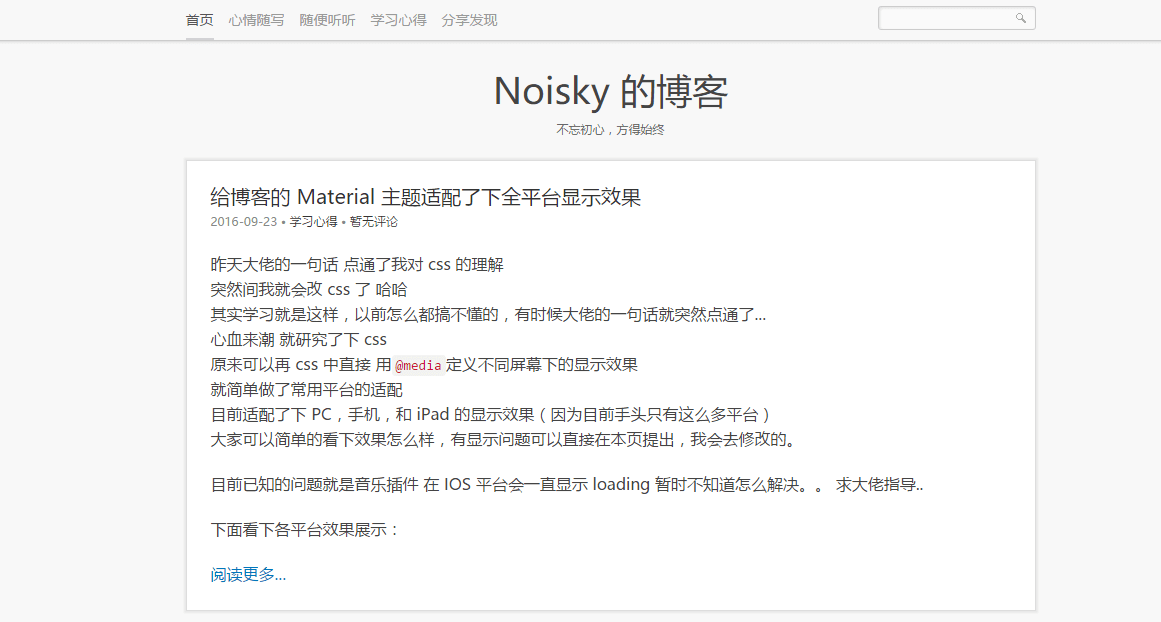 首页 心情随写 随便听听 学习心得 分享发现
Noisky 的博客
不忘初心，方得始终
给博客的 Material 主题适配了下全平台显示效果
2016-09-23 • 学习心得 • 暂无评论
昨天大佬的一句话 点通了我对 css 的理解
突然间我就会改 css 了 哈哈
其实学习就是这样，以前怎么都搞不懂的，有时候大佬的一句话就突然点通了...
心血来潮 就研究了下 css
原来可以再 css 中直接 用 @media 定义不同屏幕下的显示效果
就简单做了常用平台的适配
目前适配了下 PC，手机，和 iPad 的显示效果（因为目前手头只有这么多平台）
大家可以简单的看下效果怎么样，有显示问题可以直接在本页提出，我会去修改的。
目前已知的问题就是音乐插件 在 IOS 平台会一直显示 loading 暂时不知道怎么解决。。 求大佬指导..
下面看下各平台效果展示：
阅读更多...